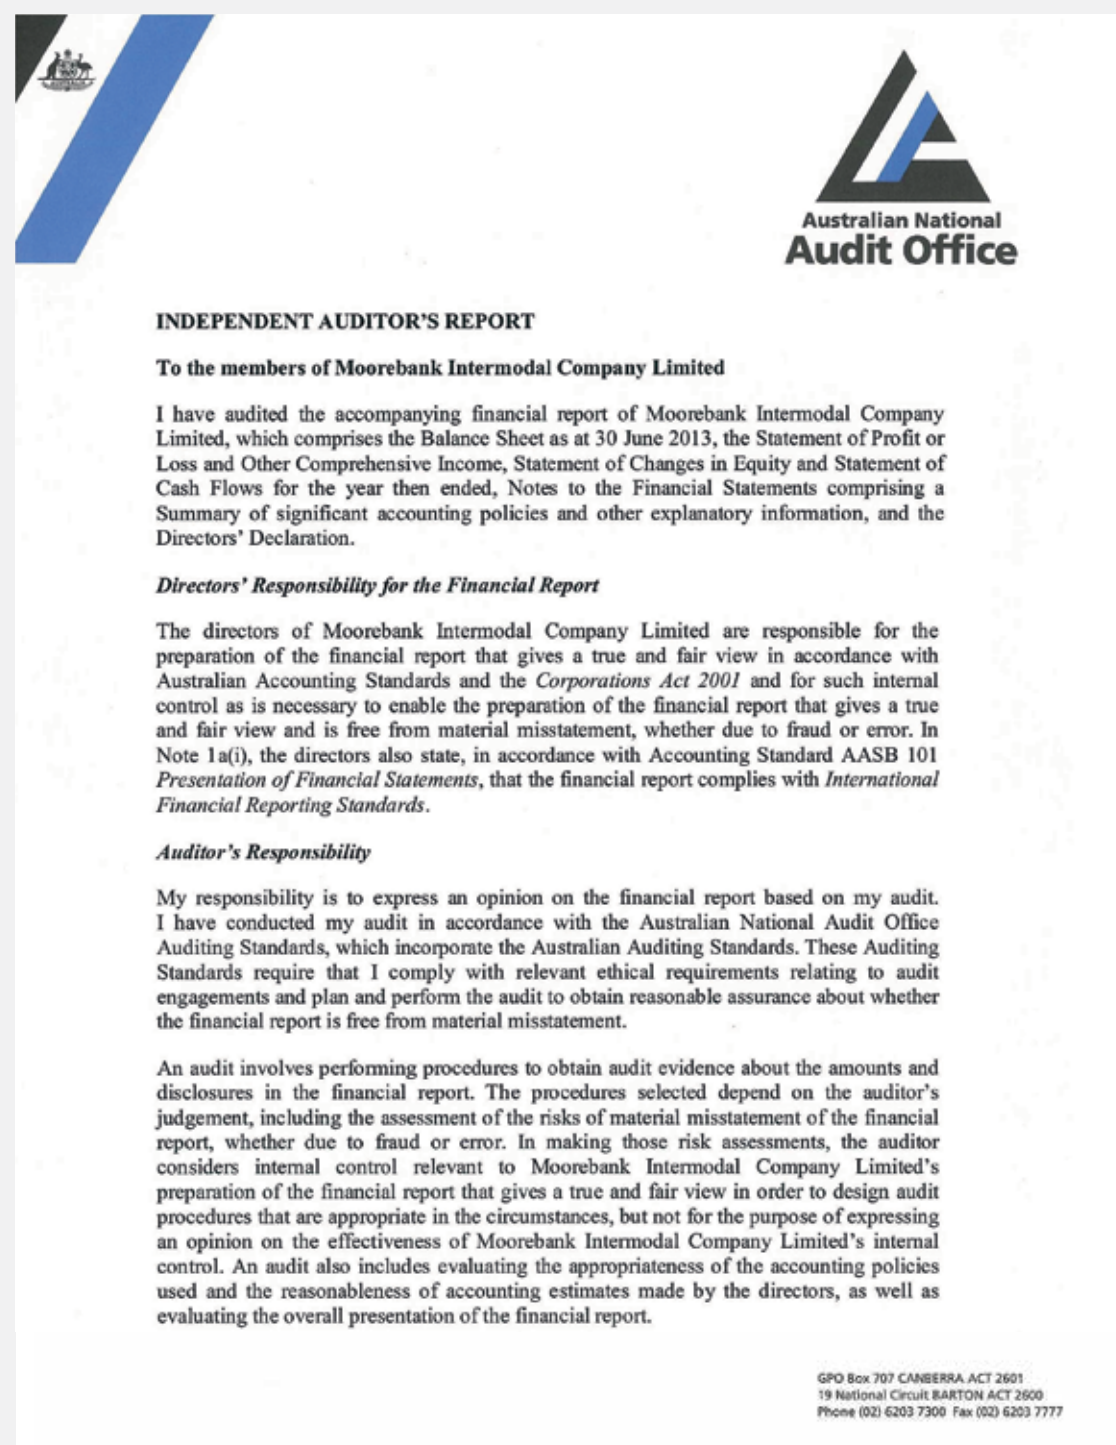 AUSTRALIA
Australian National
Audit Office
INDEPENDENT AUDITOR'S REPORT
To the members of Moorebank Intermodal Company Limited
I have audited the accompanying financial report of Moorebank Intermodal Company
Limited, which comprises the Balance Sheet as at 30 June 2013, the Statement of Profit or
Loss and Other Comprehensive Income, Statement of Changes in Equity and Statement of
Cash Flows for the year then ended, Notes to the Financial Statements comprising a
Summary of significant accounting policies and other explanatory information, and the
Directors' Declaration.
Directors' Responsibility for the Financial Report
The directors of Moorebank Intermodal Company Limited are responsible for the
preparation of the financial report that gives a true and fair view in accordance with
Australian Accounting Standards and the Corporations Act 2001 and for such internal
control as is necessary to enable the preparation of the financial report that gives a true
and fair view and is free from material misstatement, whether due to fraud or error. In
Note 1a(i), the directors also state, in accordance with Accounting Standard AASB 101
Presentation of Financial Statements, that the financial report complies with International
Financial Reporting Standards.
Auditor's Responsibility
My responsibility is to express an opinion on the financial report based on my audit.
I have conducted my audit in accordance with the Australian National Audit Office
Auditing Standards, which incorporate the Australian Auditing Standards. These Auditing
Standards require that I comply with relevant ethical requirements relating to audit
engagements and plan and perform the audit to obtain reasonable assurance about whether
the financial report is free from material misstatement.
An audit involves performing procedures to obtain audit evidence about the amounts and
disclosures in the financial report. The procedures selected depend on the auditor's
judgement, including the assessment of the risks of material misstatement of the financial
report, whether due to fraud or error. In making those risk assessments, the auditor
considers internal control relevant to Moorebank Intermodal Company Limited's
preparation of the financial report that gives a true and fair view in order to design audit
procedures that are appropriate in the circumstances, but not for the purpose of expressing
an opinion on the effectiveness of Moorebank Intermodal Company Limited's internal
control. An audit also includes evaluating the appropriateness of the accounting policies
used and the reasonableness of accounting estimates made by the directors, as well as
evaluating the overall presentation of the financial report.
GPO Box 707 CANBERRA ACT 2601
19 National Circuit BARTON ACT 2600
Phone (02) 6203 7300 Fax (02) 6203 7777